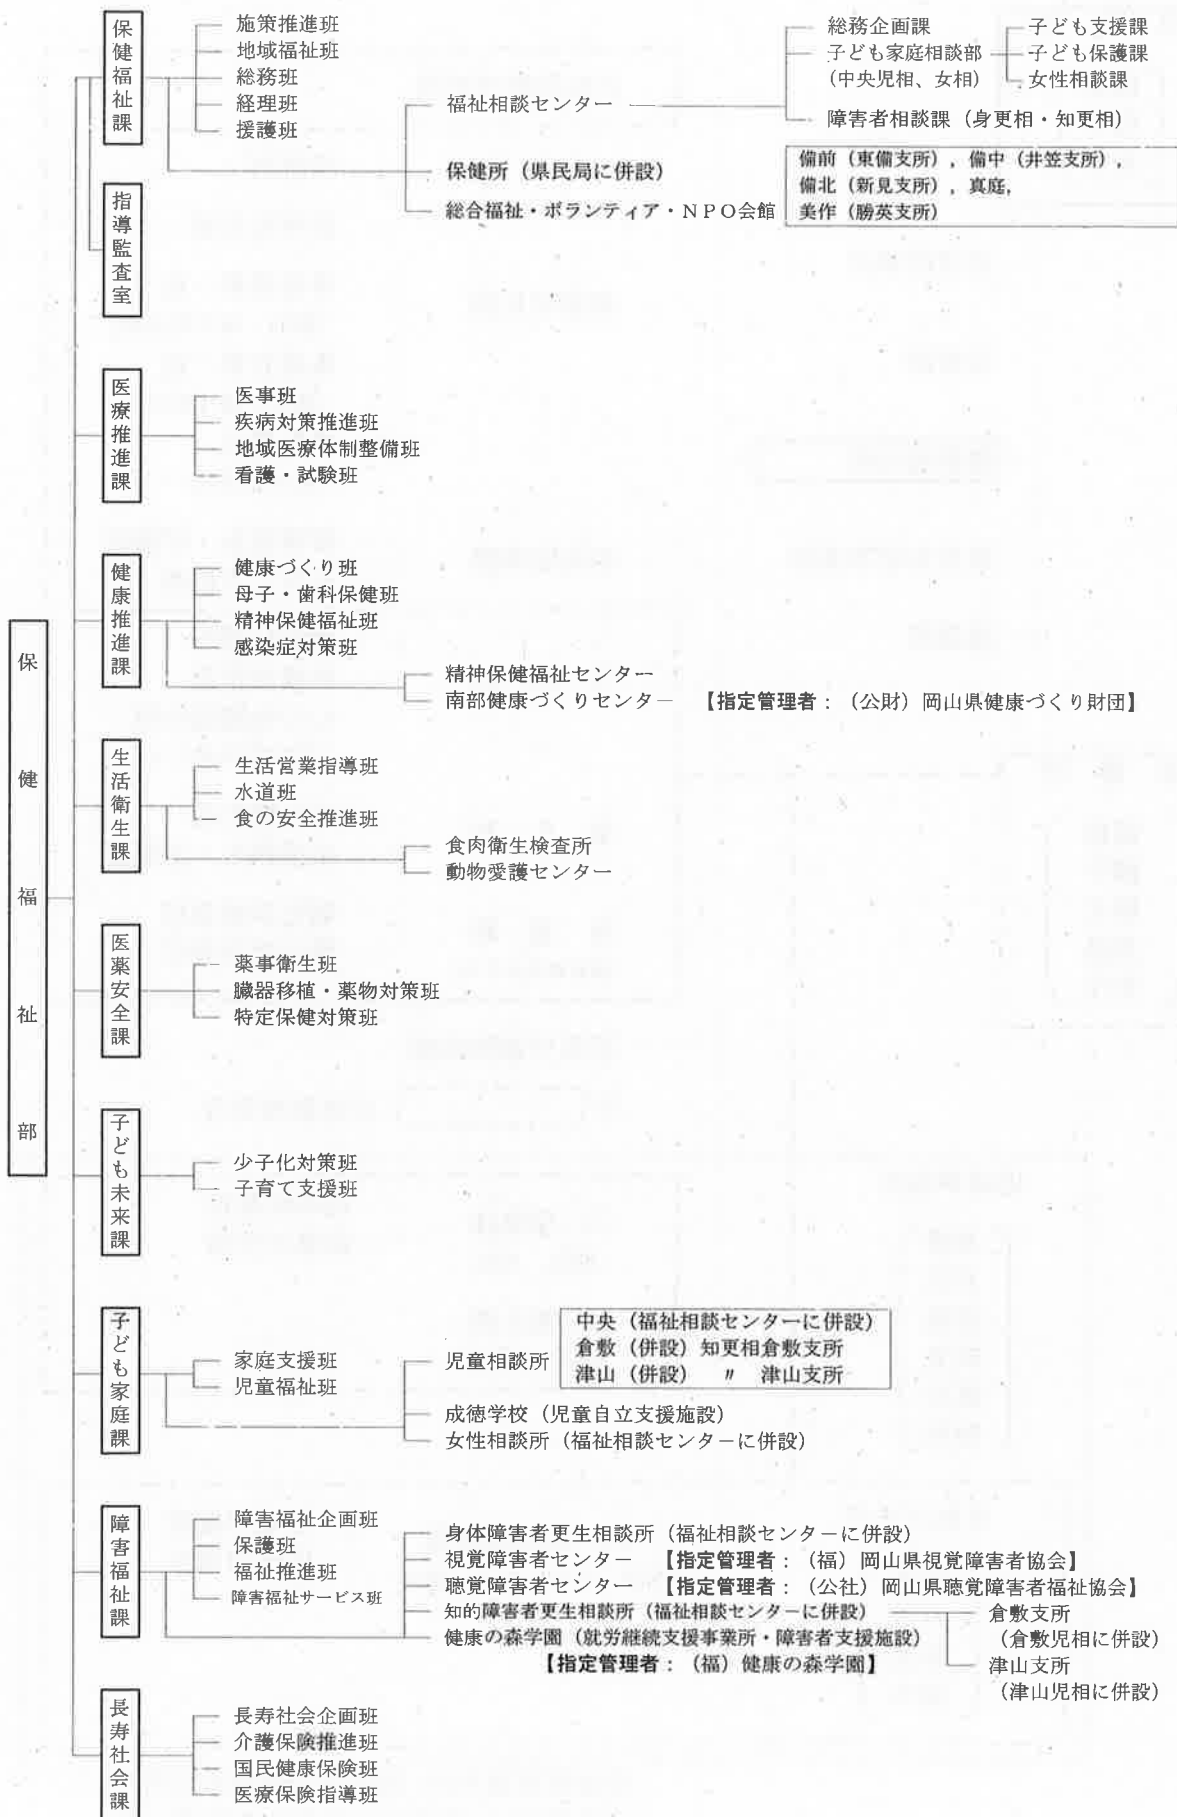 保健福祉部
保健福祉課
施策推進班
地域福祉班
総務班
経理班
援護班
福祉相談センター
総務企画課
子ども家庭相談部
(中央児相、女相)
子ども支援課
子ども保護課
女性相談課
障害者相談課（身更相・知更相）
保健所（県民局に併設）
備前（東備支所），備中（井笠支所），
備北（新見支所），真庭，
美作（勝英支所）
総合福祉・ボランティア・NPO会館
指導監査室
医療推進課
医事班
疾病対策推進班
地域医療体制整備班
看護・試験班
健康推進課
健康づくり班
母子・歯科保健班
精神保健福祉班
感染症対策班
精神保健福祉センター
南部健康づくりセンター　【指定管理者：（公財）岡山県健康づくり財団】
生活衛生課
生活営業指導班
水道班
食の安全推進班
食肉衛生検査所
動物愛護センター
医薬安全課
薬事衛生班
臓器移植・薬物対策班
特定保健対策班
子ども未来課
少子化対策班
子育て支援班
子ども家庭課
家庭支援班
児童福祉班
児童相談所
中央（福祉相談センターに併設）
倉敷（併設）知更相倉敷支所
津山（併設）　〃　津山支所
成徳学校（児童自立支援施設）
女性相談所（福祉相談センターに併設）
障害福祉課
障害福祉企画班
保護班
福祉推進班
障害福祉サービス班
身体障害者更生相談所（福祉相談センターに併設）
視覚障害者センター　【指定管理者：（福）岡山県視覚障害者協会】
聴覚障害者センター　【指定管理者：（公社）岡山県聴覚障害者福祉協会】
知的障害者更生相談所（福祉相談センターに併設）
倉敷支所
（倉敷児相に併設）
津山支所
（津山児相に併設）
健康の森学園（就労継続支援事業所・障害者支援施設）
【指定管理者：（福）健康の森学園】
長寿社会課
長寿社会企画班
介護保険推進班
国民健康保険班
医療保険指導班